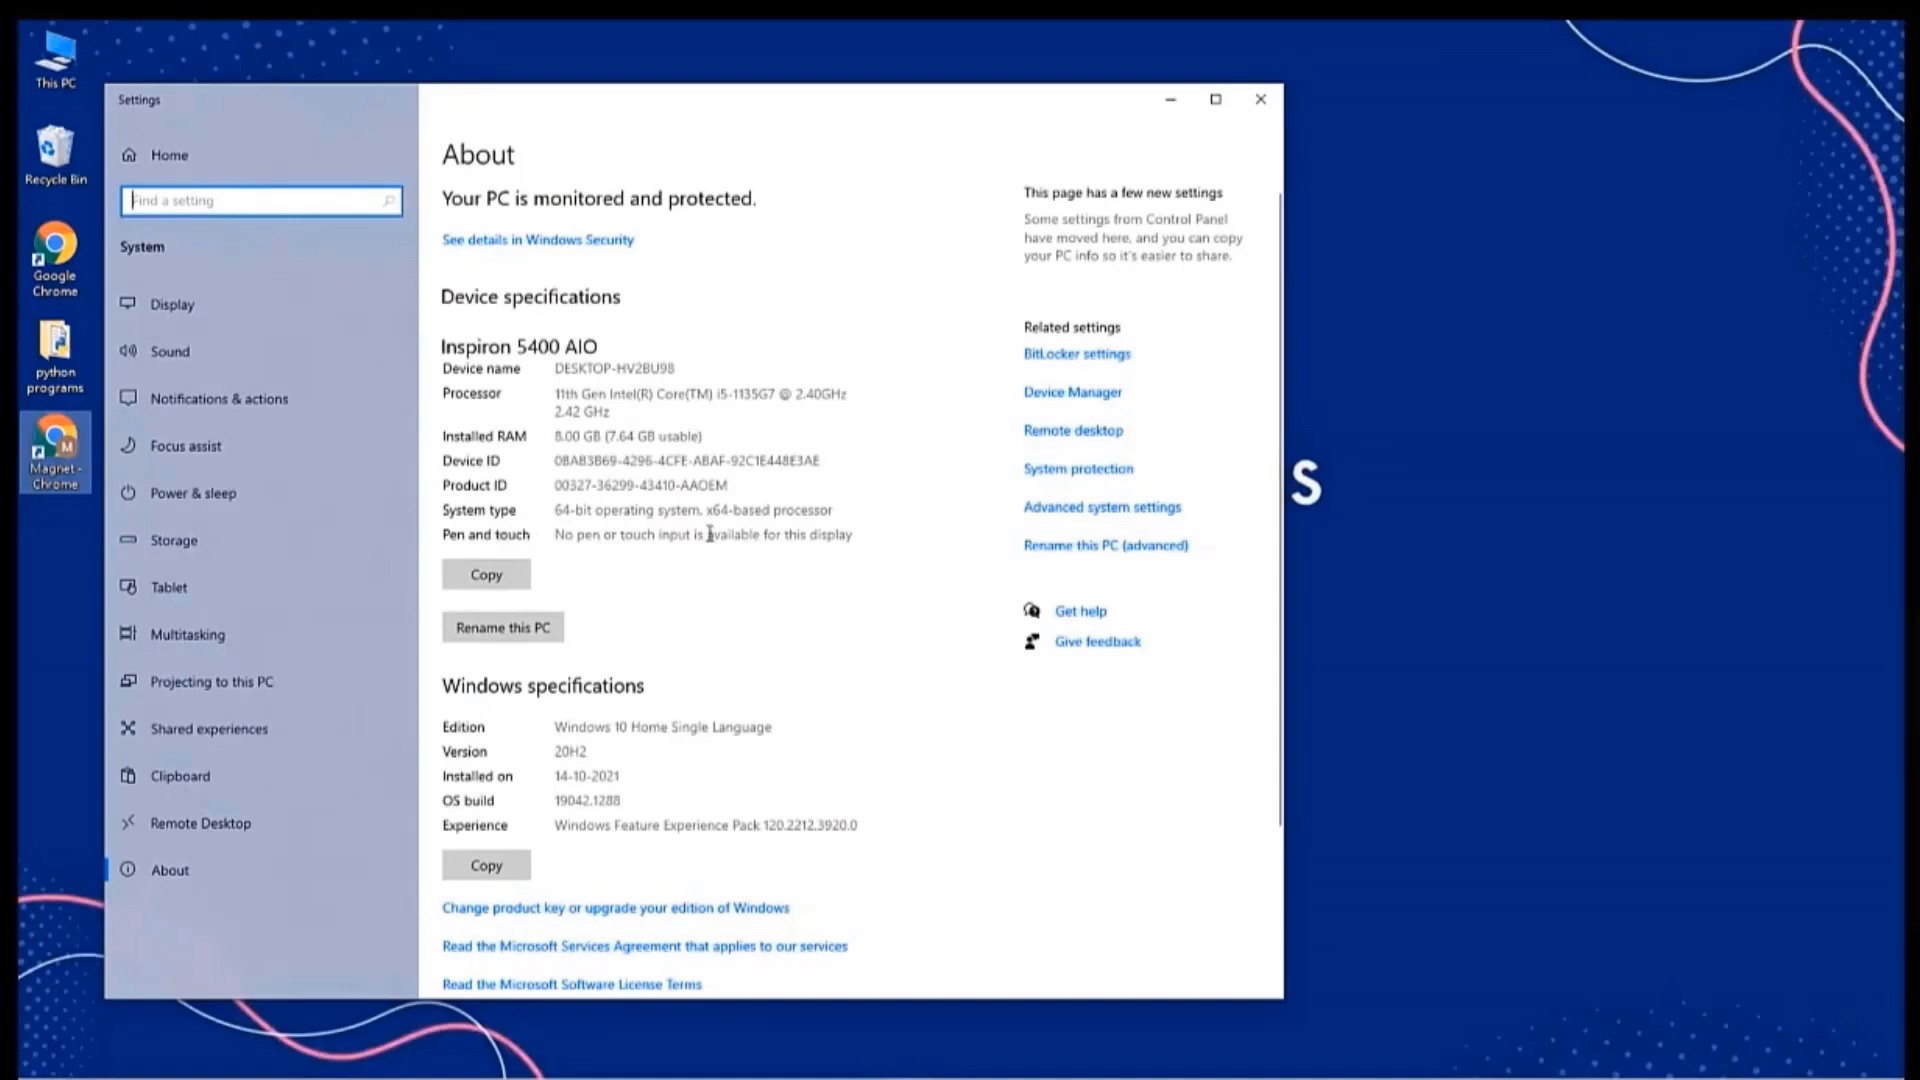 This PC
Recycle Bin
Google
Chrome
python
programs
Magnet -
Chrome
Settings
Home
Find a setting
System
Display
Sound
Notifications & actions
Focus assist
Power & sleep
Storage
Tablet
Multitasking
Projecting to this PC
Shared experiences
Clipboard
Remote Desktop
About
About
Your PC is monitored and protected.
See details in Windows Security
Device specifications
Inspiron 5400 AIO
Device name DESKTOP-HV2BU9B
Processor 11th Gen Intel(R) Core(TM) i5-1135G7 @ 2.40GHz
2.42 GHz
Installed RAM 8.00 GB (7.64 GB usable)
Device ID 0BAB3B69-4296-4CFE-ABAF-92C1E448E3AE
Product ID 00327-36299-43410-AAOEM
System type 64-bit operating system, x64-based processor
Pen and touch No pen or touch input is available for this display
Copy
Rename this PC
Windows specifications
Edition Windows 10 Home Single Language
Version 20H2
Installed on 14-10-2021
OS build 19042.1288
Experience Windows Feature Experience Pack 120.2212.3920.0
Copy
Change product key or upgrade your edition of Windows
Read the Microsoft Services Agreement that applies to our services
Read the Microsoft Software License Terms
This page has a few new settings
Some settings from Control Panel
have moved here, and you can copy
your PC info so it's easier to share.
Related settings
BitLocker settings
Device Manager
Remote desktop
System protection
Advanced system settings
Rename this PC (advanced)
Get help
Give feedback
S